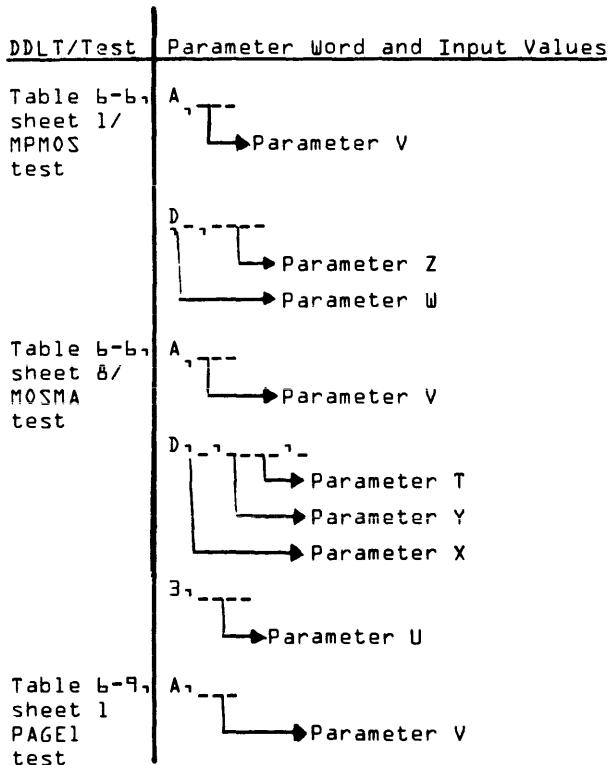 DDLT/Test Parameter Word and Input Values
Table 6-6, A,_ _ _ _
sheet 1/
MPMOS Parameter V
test
D_,_ _ _ _
Parameter Z
Parameter W
Table 6-6, A,_ _ _ _
sheet 8/
MOSMA Parameter V
test
D,_,_ _ _ _,_
Parameter T
Parameter Y
Parameter X
3,_ _ _ _
Parameter U
Table 6-9, A,_ _ _ _
sheet 1
PAGE1 Parameter V
test